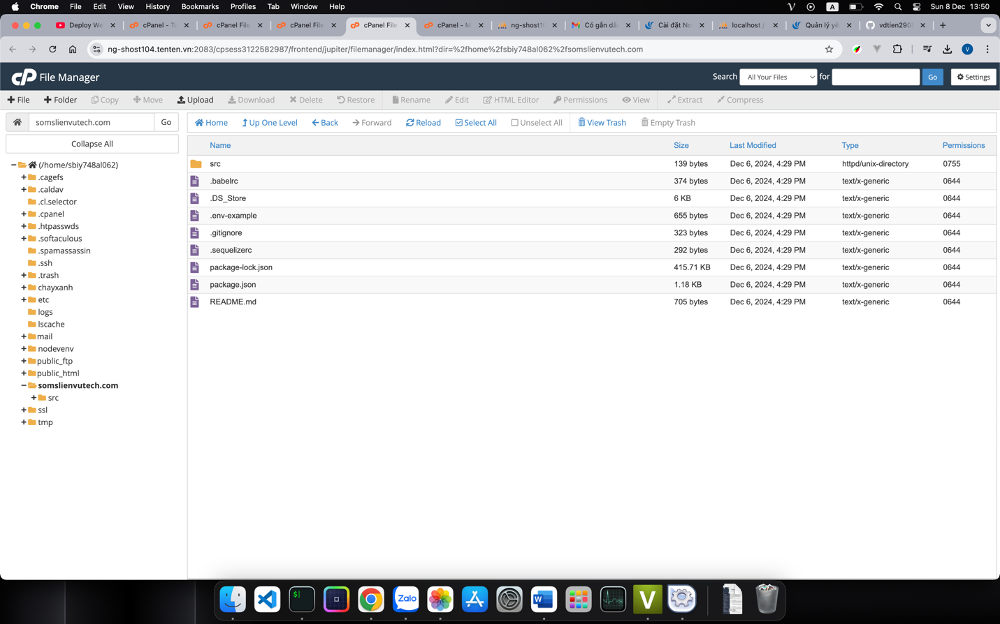 Chrome File Edit View History Bookmarks Profiles Tab Window Help A Sun 8 Dec 13:50
Deploy We cPanel - Tu cPanel File cPanel File cPanel File cPanel - M ng-shost10 Có gắn dấu Cài đặt No localhost / Quản lý yê vdtien290
ng-shost104.tenten.vn:2083/cpsess3122582987/frontend/jupiter/filemanager/index.html?dir=%2fhome%2fsbiy748al062%2fsomslienvutech.com V
cP File Manager Search All Your Files for Go Settings
File Folder Copy Move Upload Download Delete Restore Rename Edit HTML Editor Permissions View Extract Compress
somslienvutech.com Go Home Up One Level Back Forward Reload Select All Unselect All View Trash Empty Trash
Collapse All
(/home/sbiy748al062)
.cagefs
.caldav
.cl.selector
.cpanel
.htpasswds
.softaculous
.spamassassin
.ssh
.trash
chayxanh
etc
logs
lscache
mail
nodevenv
public_ftp
public_html
somslienvutech.com
src
ssl
tmp
Name Size Last Modified Type Permissions
src 139 bytes Dec 6, 2024, 4:29 PM httpd/unix-directory 0755
.babelrc 374 bytes Dec 6, 2024, 4:29 PM text/x-generic 0644
.DS_Store 6 KB Dec 6, 2024, 4:29 PM text/x-generic 0644
.env-example 655 bytes Dec 6, 2024, 4:29 PM text/x-generic 0644
.gitignore 323 bytes Dec 6, 2024, 4:29 PM text/x-generic 0644
.sequelizerc 292 bytes Dec 6, 2024, 4:29 PM text/x-generic 0644
package-lock.json 415.71 KB Dec 6, 2024, 4:29 PM text/x-generic 0644
package.json 1.18 KB Dec 6, 2024, 4:29 PM text/x-generic 0644
README.md 705 bytes Dec 6, 2024, 4:29 PM text/x-generic 0644
$ Zalo W V